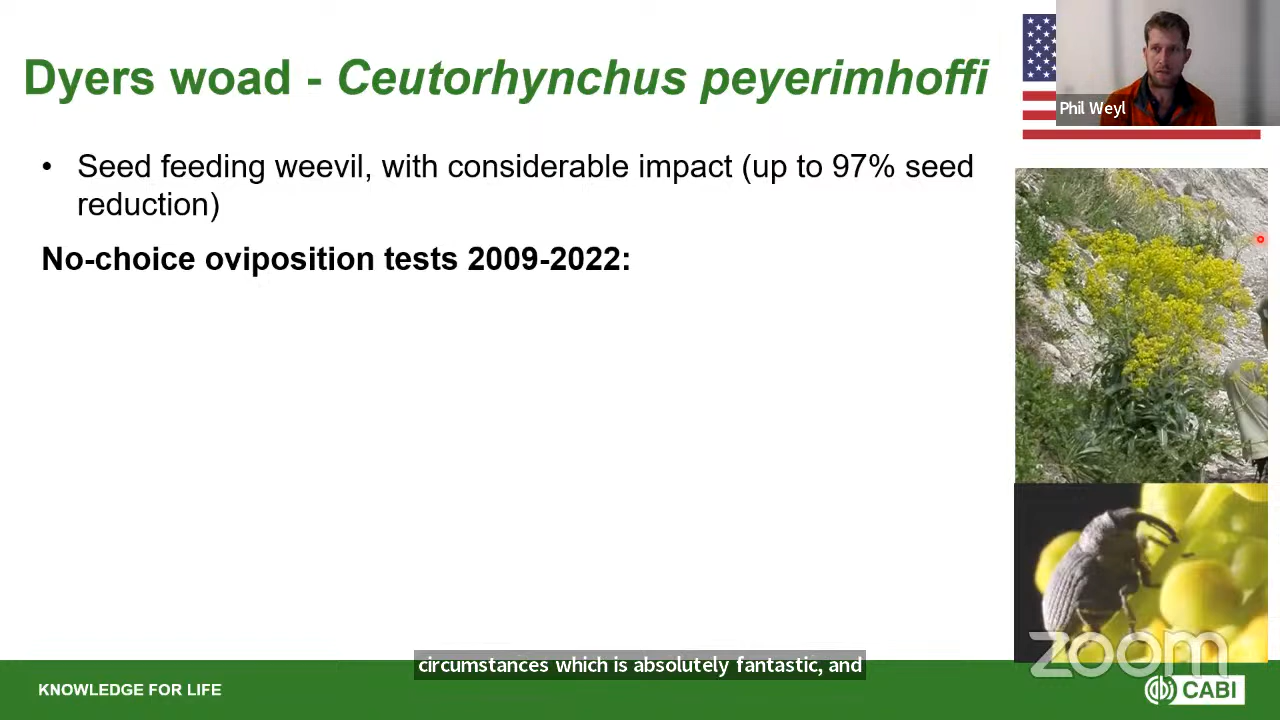 Dyers woad - Ceutorhynchus peyerimhoffi
Phil Weyl
• Seed feeding weevil, with considerable impact (up to 97% seed
reduction)
No-choice oviposition tests 2009-2022:
zoom
circumstances which is absolutely fantastic, and
KNOWLEDGE FOR LIFE
CABI